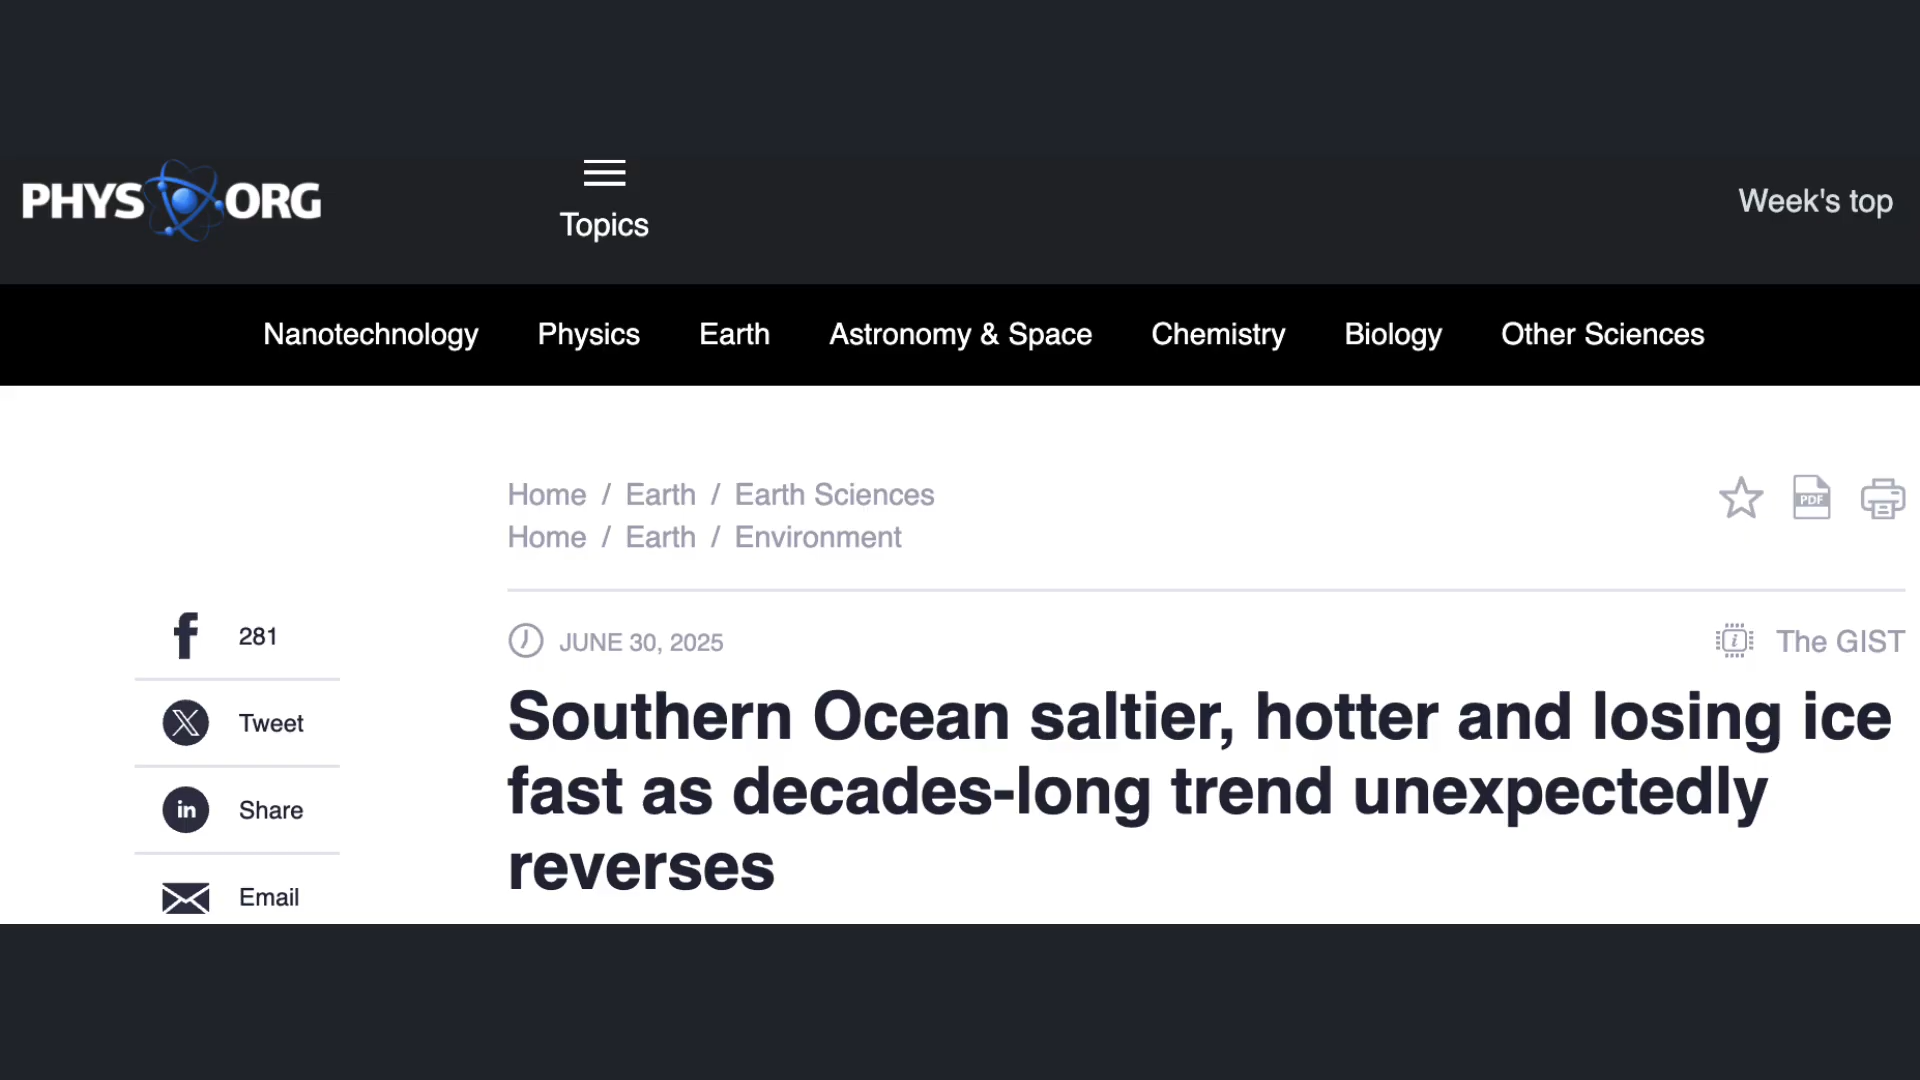 PHYS ORG
Topics
Week's top
Nanotechnology Physics Earth Astronomy & Space Chemistry Biology Other Sciences
Home / Earth / Earth Sciences
Home / Earth / Environment
PDF
281
Tweet
in Share
Email
JUNE 30, 2025
i The GIST
Southern Ocean saltier, hotter and losing ice
fast as decades-long trend unexpectedly
reverses